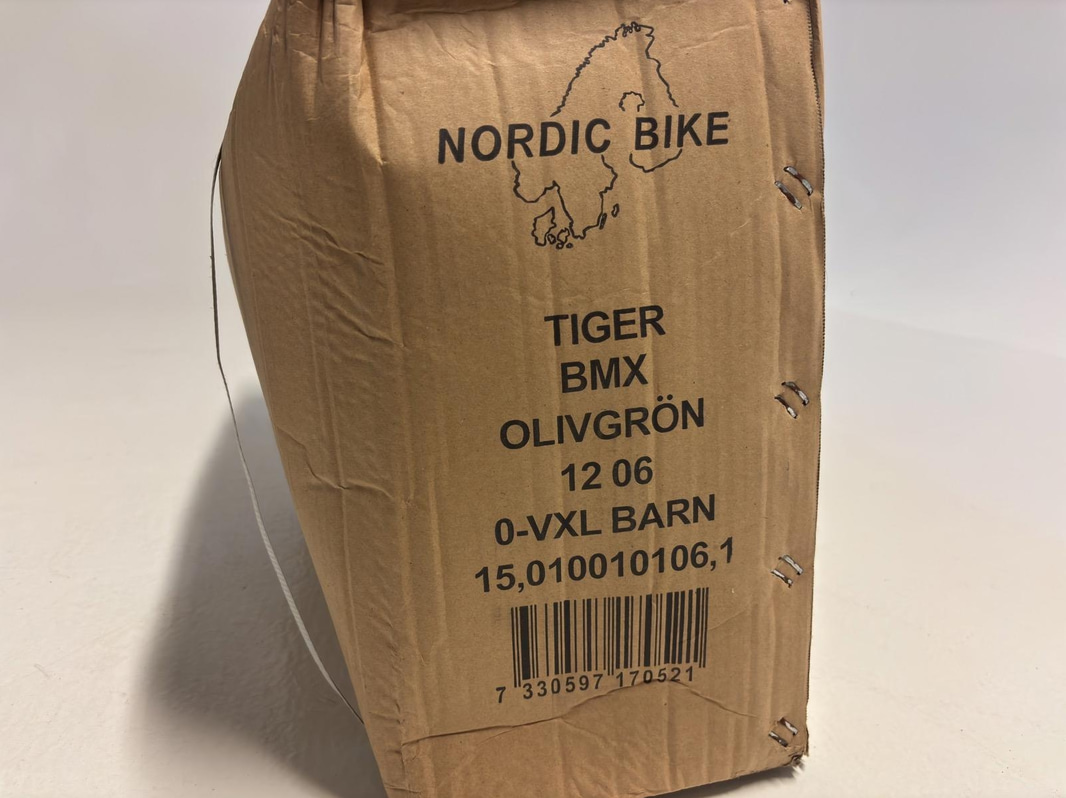 NORDIC BIKE
TIGER
BMX
OLIVGRÖN
12 06
0-VXL BARN
15,010010106,1
7 330597 170521